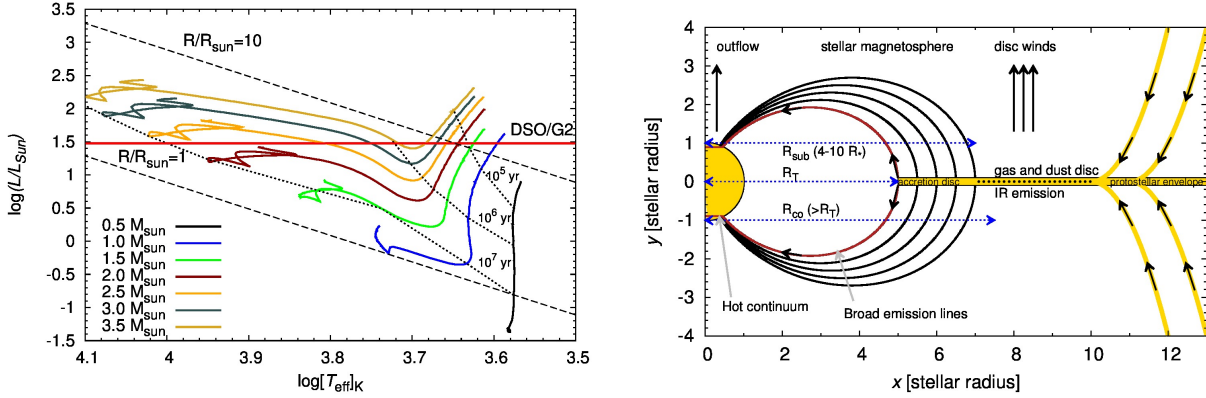 3.5
3
2.5
2
1.5
1
0.5
0
-0.5
-1
-1.5
4.1
4
3.9
3.8
3.7
3.6
3.5
log(L/L_Sun)
log[T_eff]_K
R/R_sun=10
R/R_sun=1
DSO/G2
10^5 yr
10^6 yr
10^7 yr
0.5 M_sun
1.0 M_sun
1.5 M_sun
2.0 M_sun
2.5 M_sun
3.0 M_sun
3.5 M_sun
4
3
2
1
0
-1
-2
-3
-4
0
2
4
6
8
10
12
y [stellar radius]
x [stellar radius]
outflow
stellar magnetosphere
disc winds
R_sub (4-10 R_*)
R_T
R_co (>R_T)
accretion disc
gas and dust disc
IR emission
protostellar envelope
Hot continuum
Broad emission lines